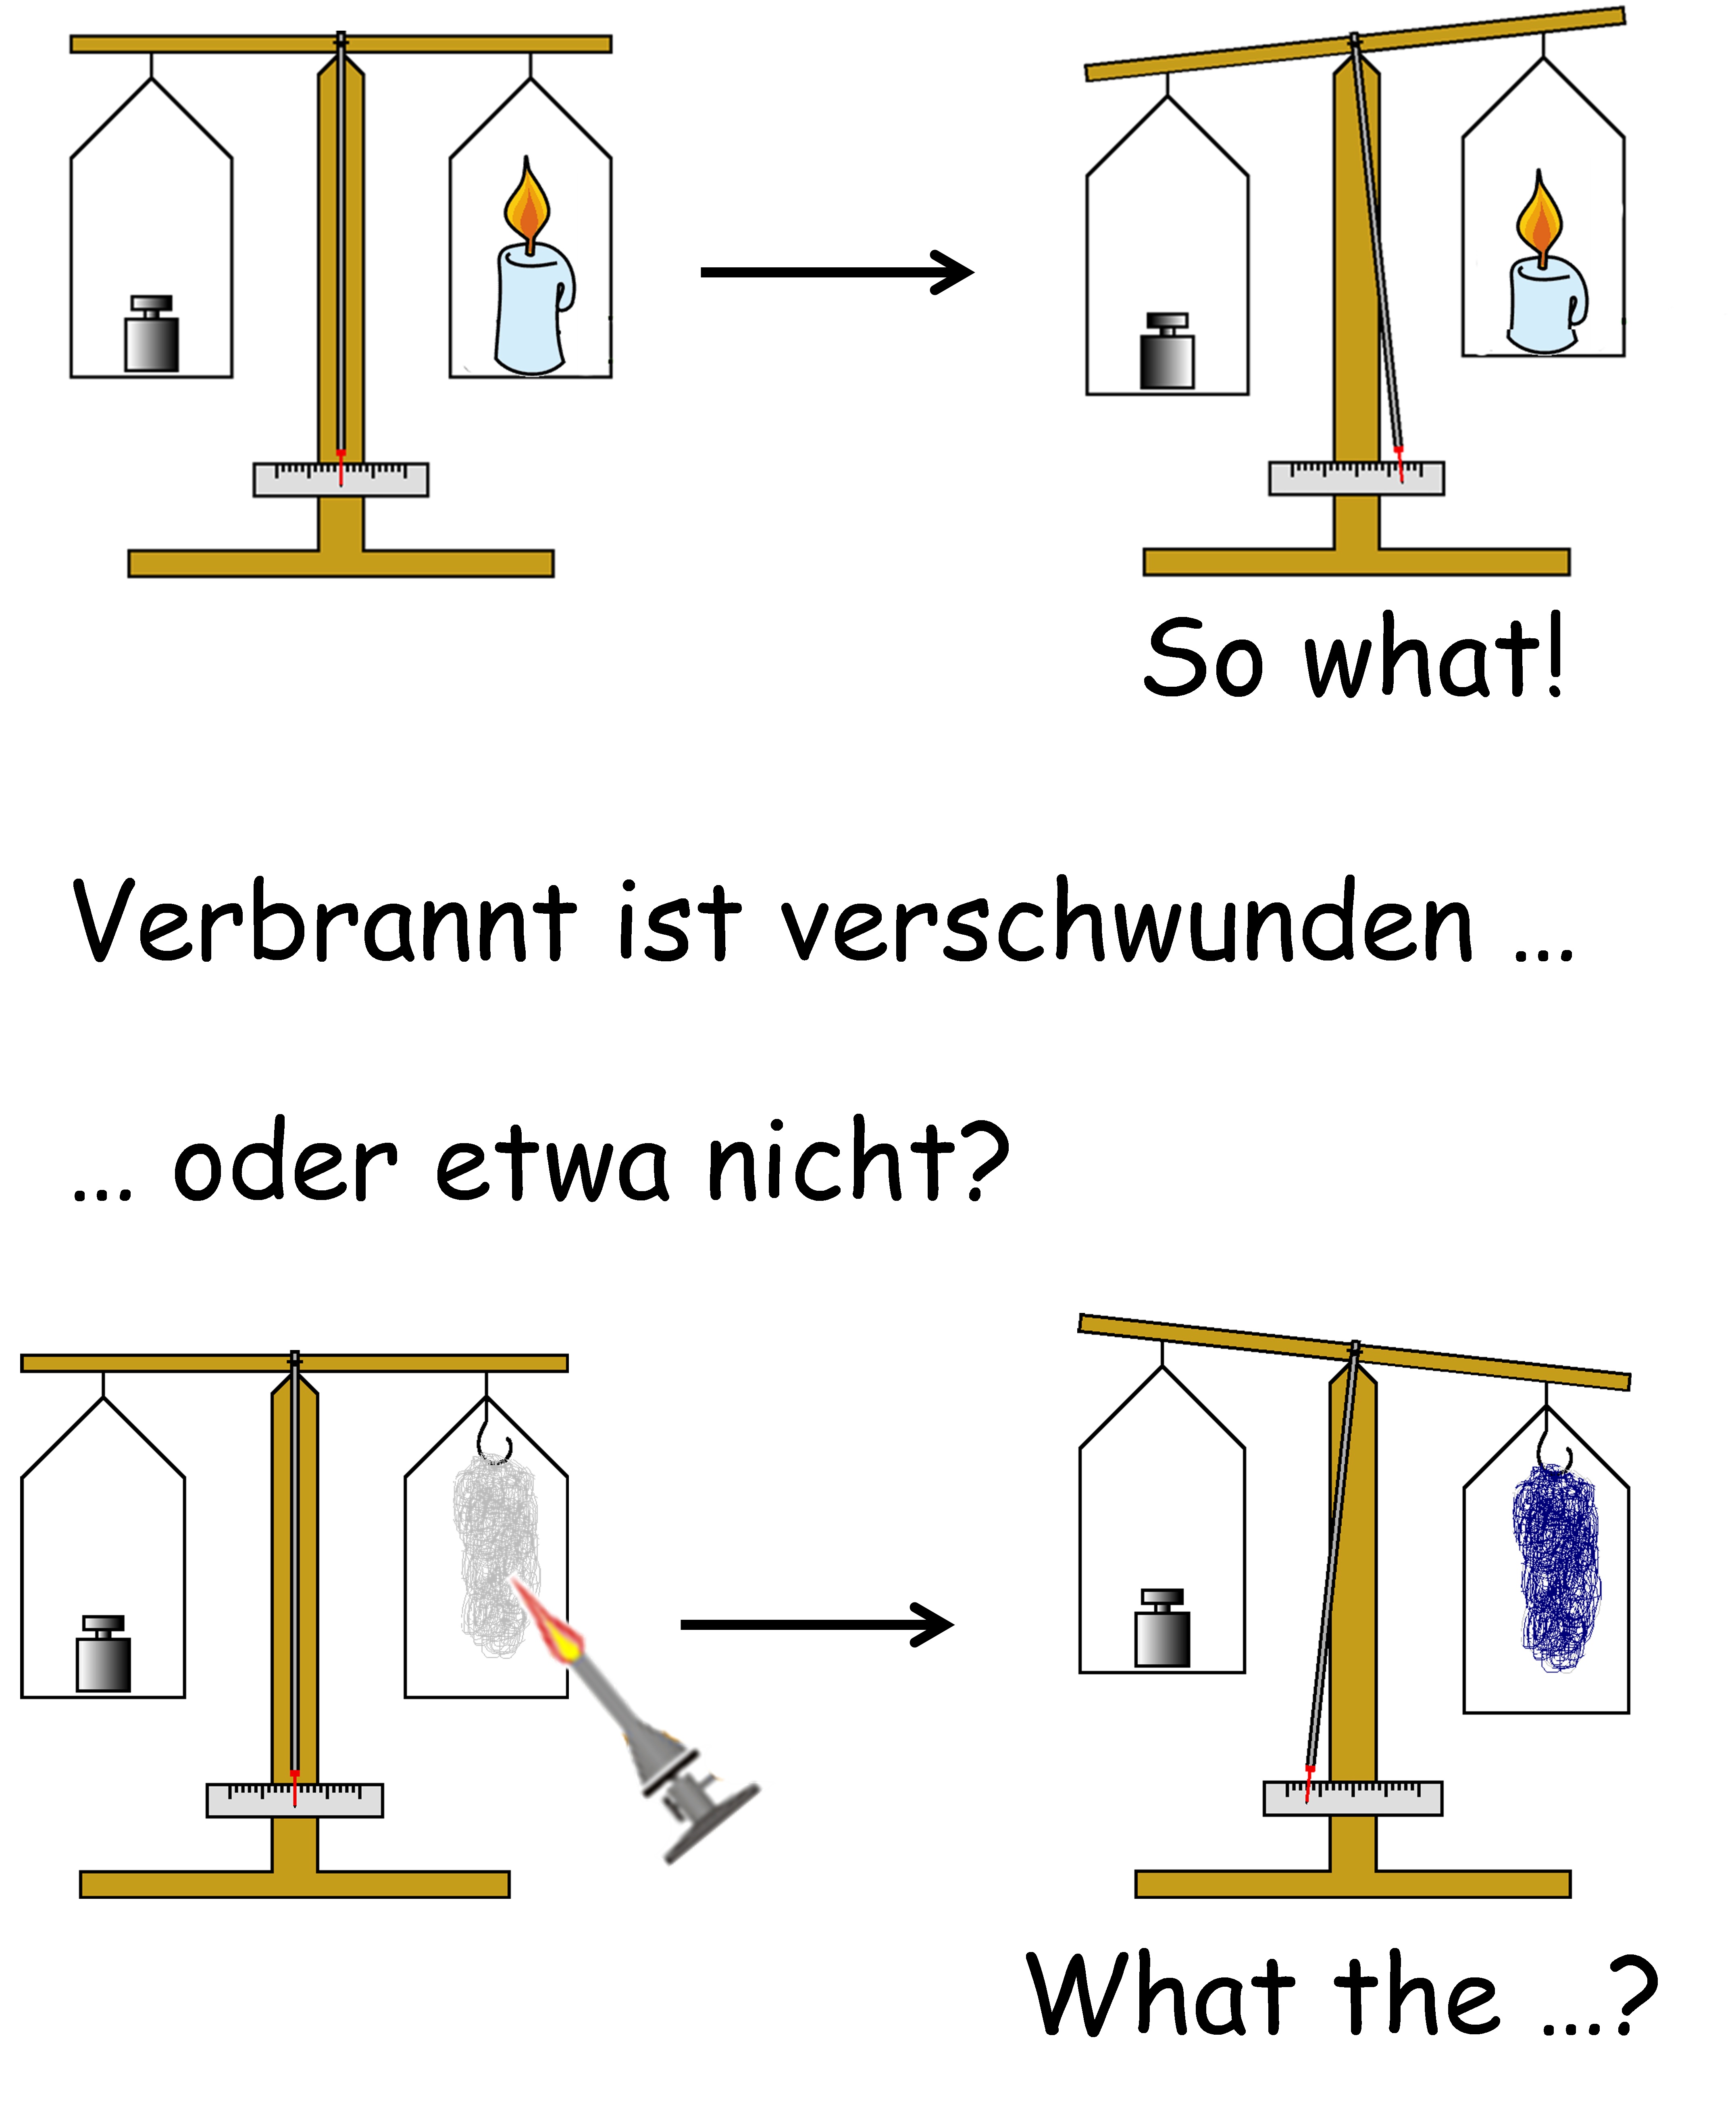 So what!
Verbrannt ist verschwunden ...
... oder etwa nicht?
What the ...?